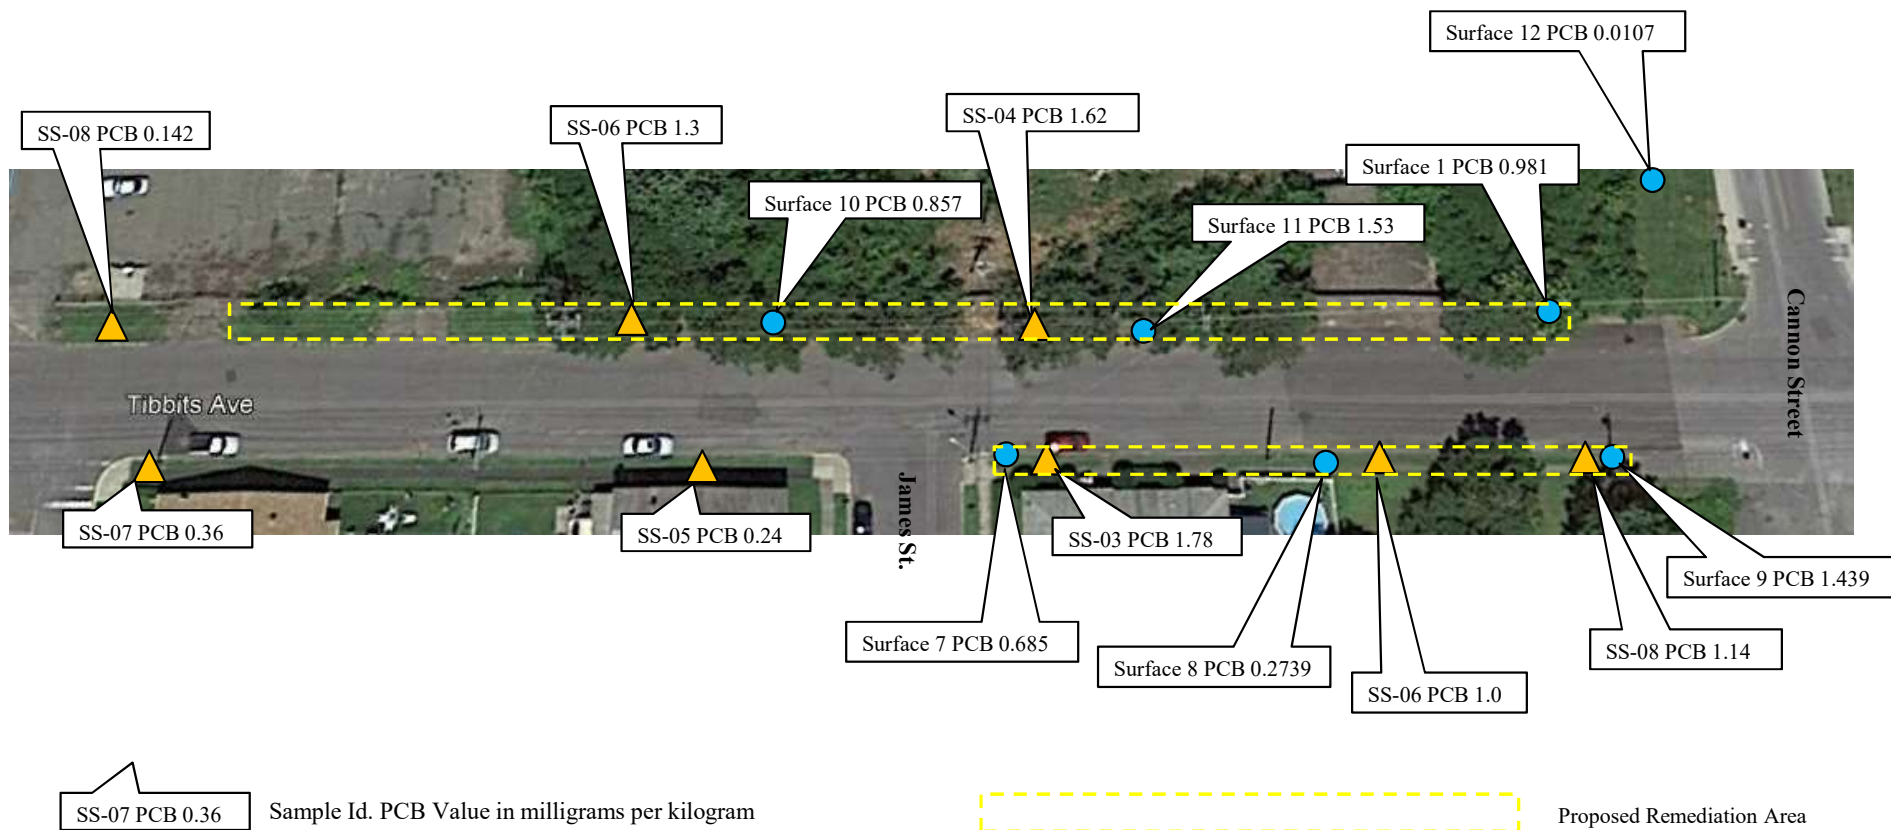 Surface 12 PCB 0.0107
SS-08 PCB 0.142
SS-06 PCB 1.3
SS-04 PCB 1.62
Surface 1 PCB 0.981
Surface 10 PCB 0.857
Surface 11 PCB 1.53
Cannon Street
Tibbits Ave
James St.
SS-07 PCB 0.36
SS-05 PCB 0.24
SS-03 PCB 1.78
Surface 9 PCB 1.439
Surface 7 PCB 0.685
Surface 8 PCB 0.2739
SS-08 PCB 1.14
SS-06 PCB 1.0
SS-07 PCB 0.36
Sample Id. PCB Value in milligrams per kilogram
Proposed Remediation Area